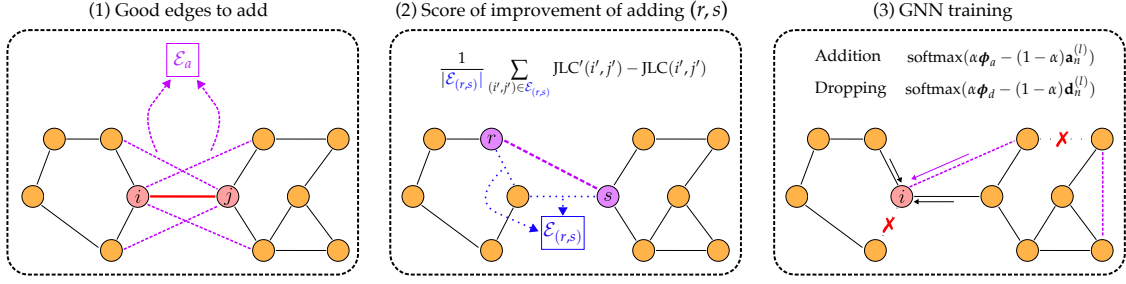 (1) Good edges to add
ℰ_a
i
j
(2) Score of improvement of adding (r, s)
1/|ℰ_(r,s)| ∑_(i′,j′)∈ℰ_(r,s) JLC′(i′, j′) − JLC(i′, j′)
r
s
ℰ_(r,s)
(3) GNN training
Addition softmax(αϕ_a − (1 − α)a_n^(l))
Dropping softmax(αϕ_d − (1 − α)d_n^(l))
✗
i
✗